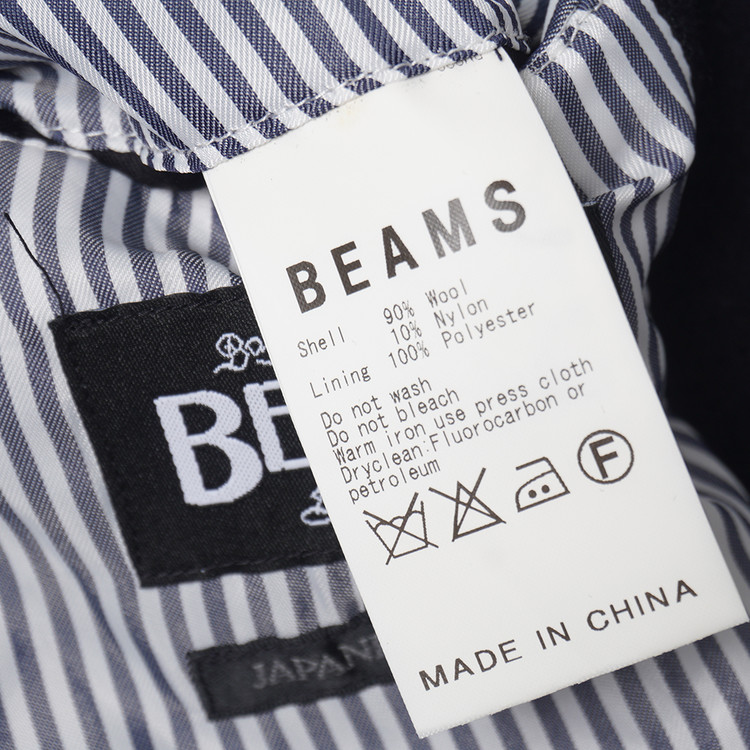 BEAMS
Shell 90% Wool
10% Nylon
Lining 100% Polyester
Do not wash
Do not bleach
Warm iron use press cloth
Dryclean:Fluorocarbon or
petroleum
F
MADE IN CHINA
BE
JAPAN